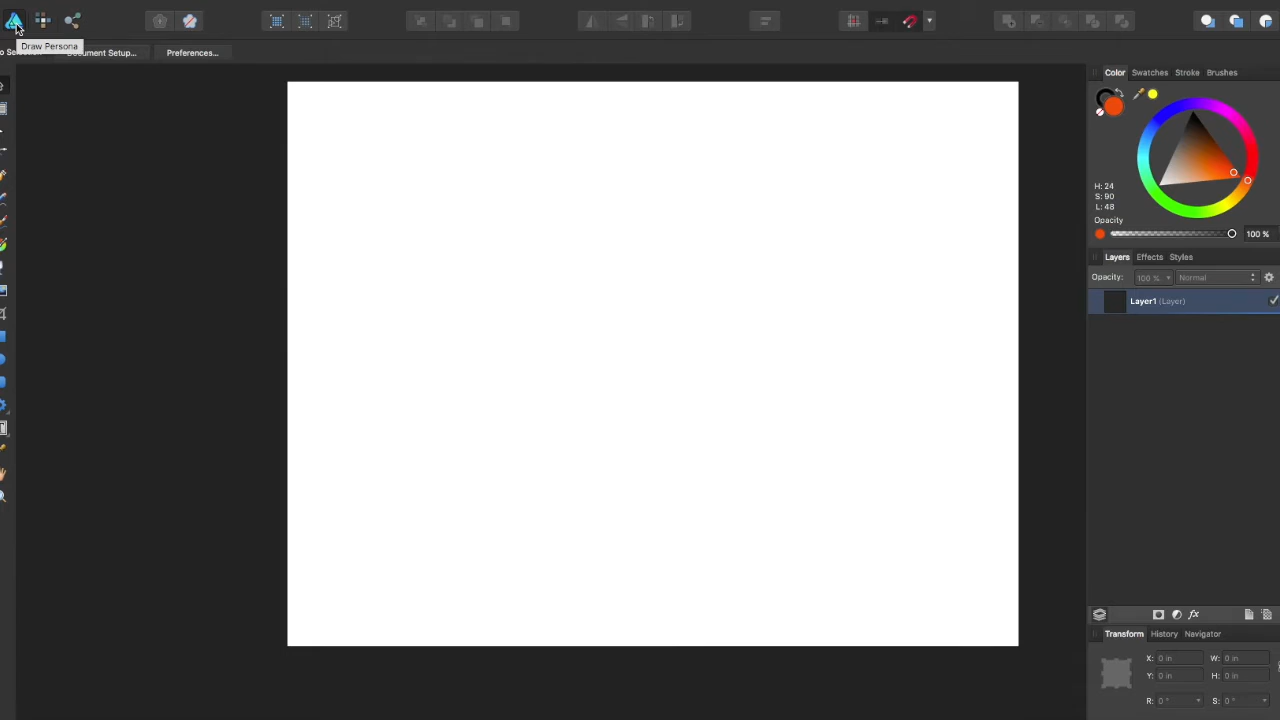 Draw Persona
Document Setup...
Preferences...
Color
Swatches
Stroke
Brushes
H: 24
S: 90
L: 48
Opacity
100 %
Layers
Effects
Styles
Opacity:
100 %
Normal
Layer1 (Layer)
fx
Transform
History
Navigator
X: 0 in
W: 0 in
Y: 0 in
H: 0 in
R: 0 °
S: 0 °